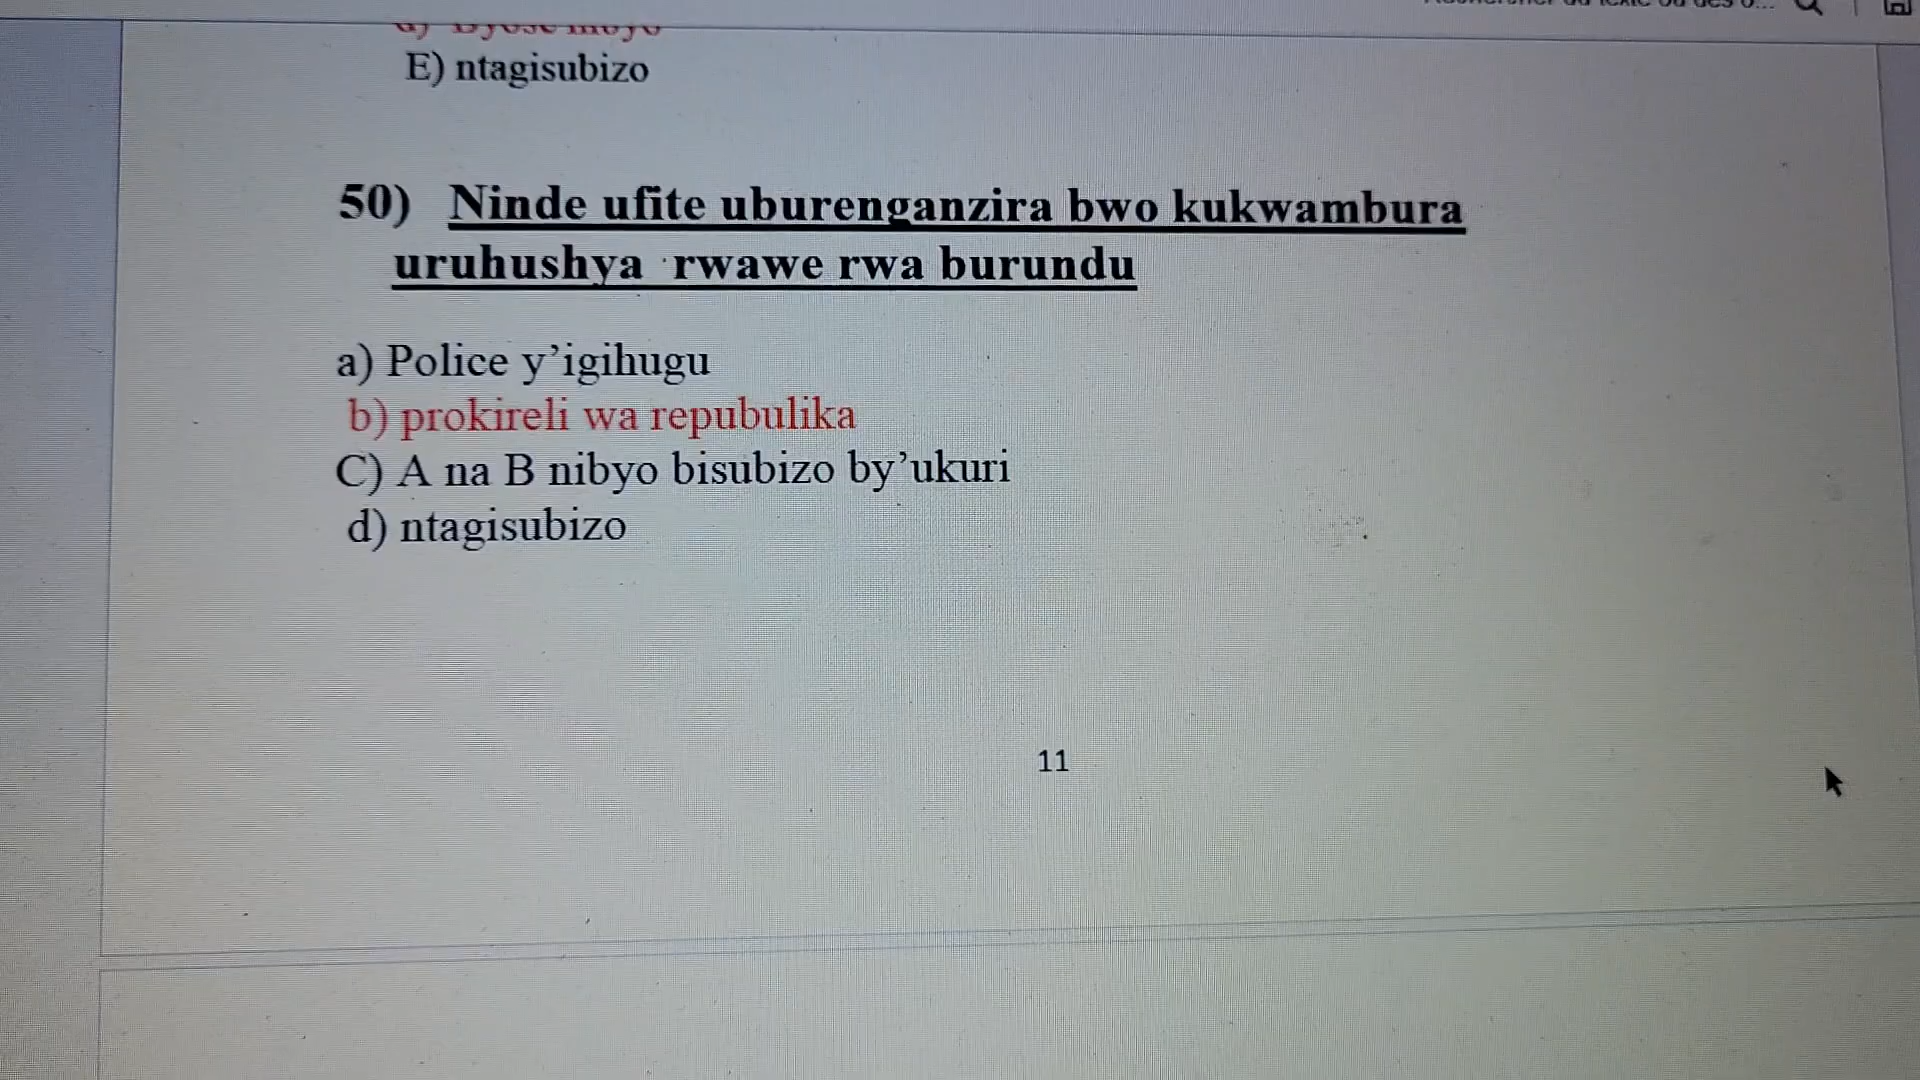 E) ntagisubizo
50) Ninde ufite uburenganzira bwo kukwambura
uruhushya rwawe rwa burundu
a) Police y’igihugu
b) prokireli wa repubulika
C) A na B nibyo bisubizo by’ukuri
d) ntagisubizo
11